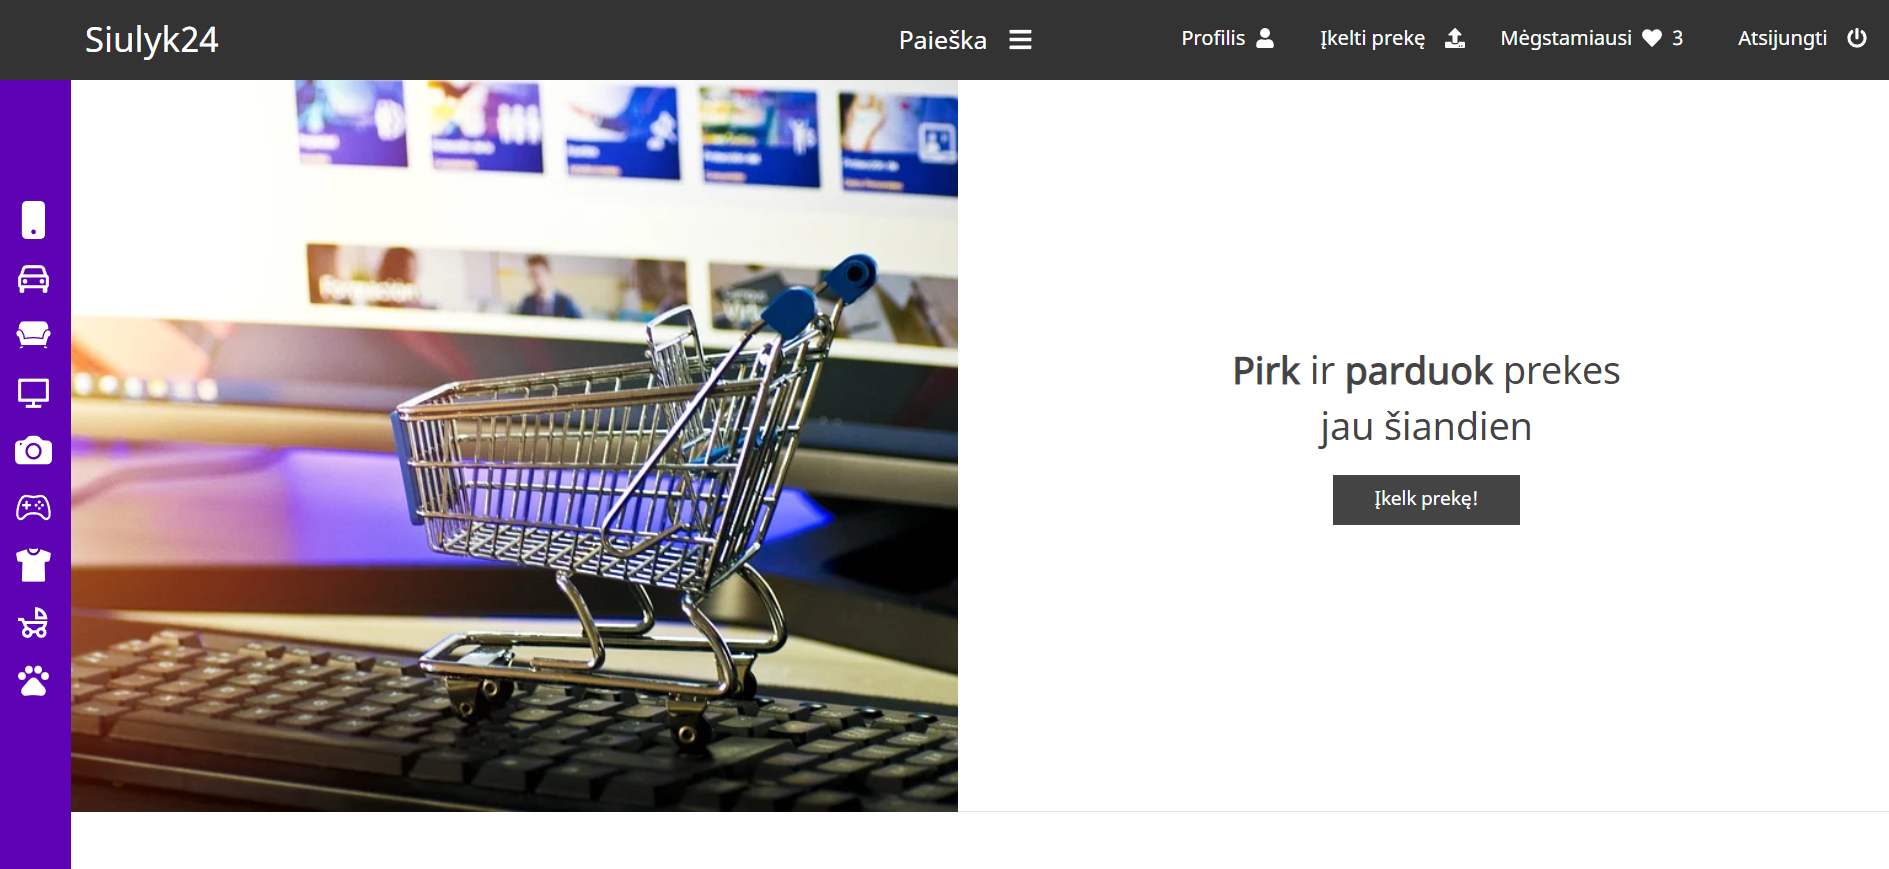 Siulyk24
Paieška
Profilis
Įkelti prekę
Mėgstamiausi 3
Atsijungti
Pirk ir parduok prekes
jau šiandien
Įkelk prekę!